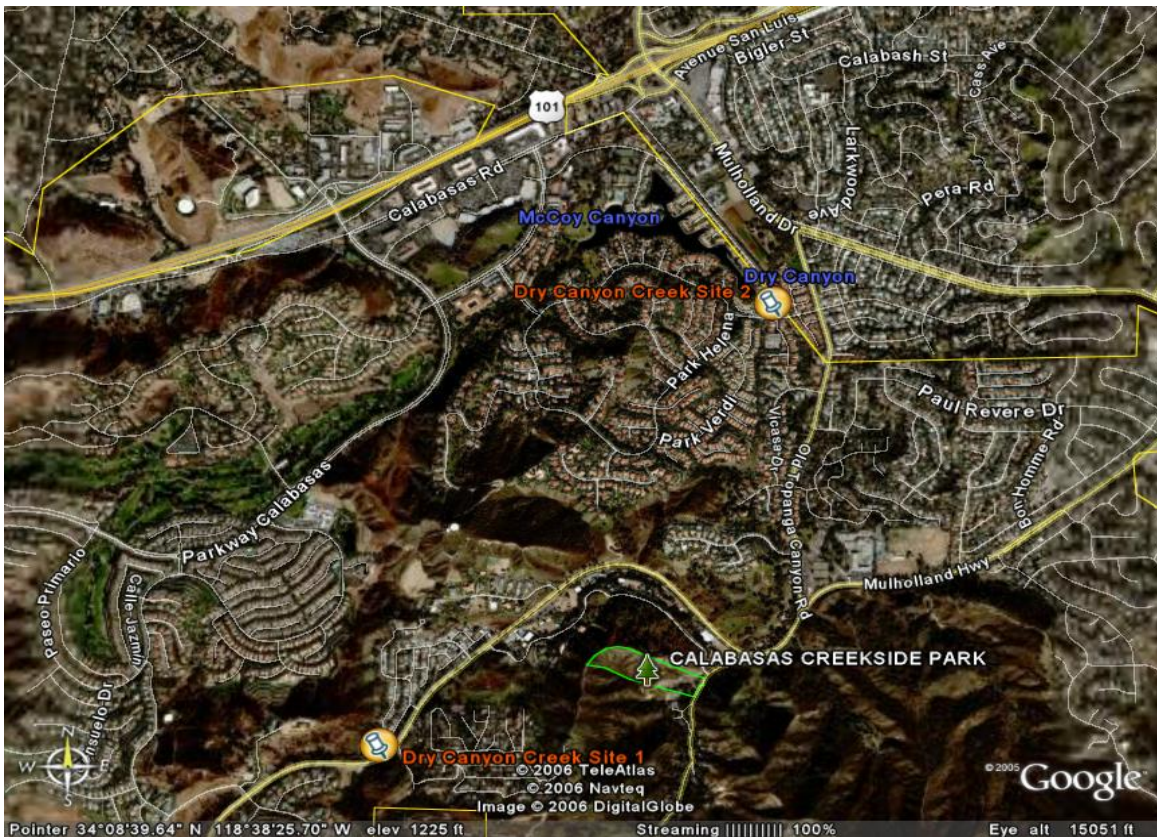 Avenue San Luis
Bigler St
Calabash St
Cass Ave
101
Calabasas Rd
Mulholland Dr
Larkwood Ave
Pera Rd
McCoy Canyon
Dry Canyon
Dry Canyon Creek Site 2
Park Helena
Park Verdi
Vicasa Dr
Old Topanga Canyon Rd
Paul Revere Dr
Bon Homme Rd
Parkway Calabasas
Paseo Primario
Calle Jazmin
Mulholland Hwy
CALABASAS CREEKSIDE PARK
nsuelo Dr
N
W
E
S
Dry Canyon Creek Site 1
© 2006 TeleAtlas
© 2006 Navteq
Image © 2006 DigitalGlobe
© 2005 Google
Pointer 34°08'39.64" N 118°38'25.70" W elev 1225 ft Streaming |||||||||| 100% Eye alt 15051 ft